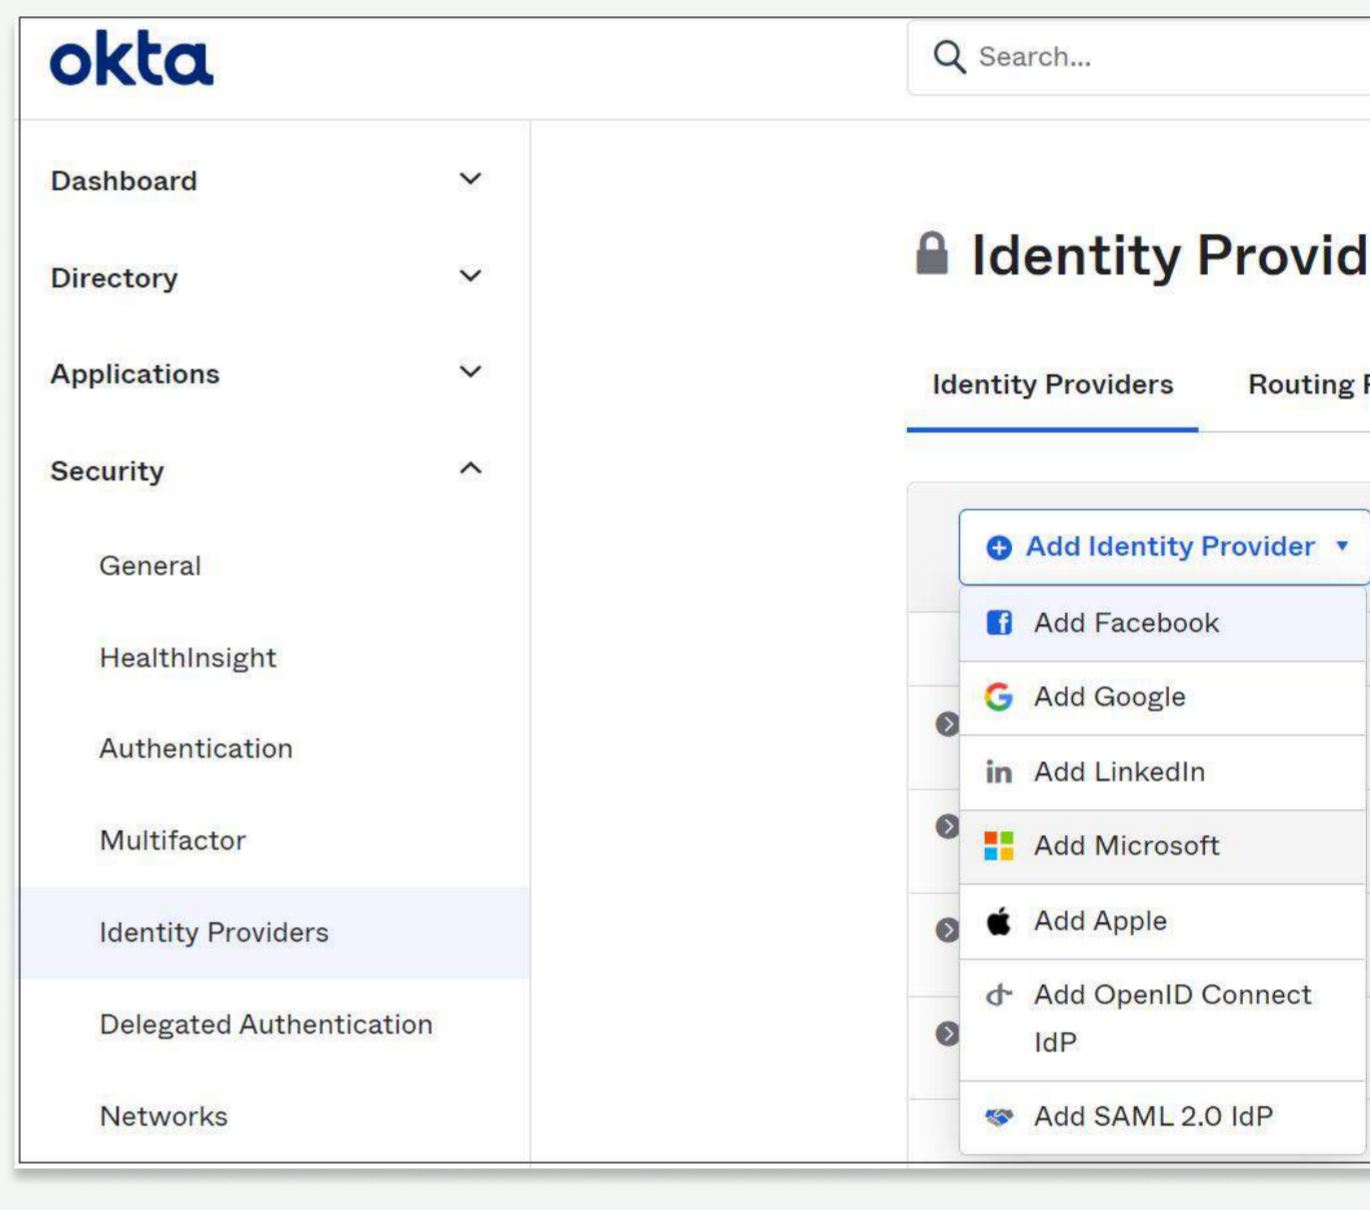 okta
Search...
Dashboard
Directory
Applications
Security
General
HealthInsight
Authentication
Multifactor
Identity Providers
Delegated Authentication
Networks
Identity Provid
Identity Providers
Routing
Add Identity Provider
Add Facebook
Add Google
in Add LinkedIn
Add Microsoft
Add Apple
Add OpenID Connect
IdP
Add SAML 2.0 IdP